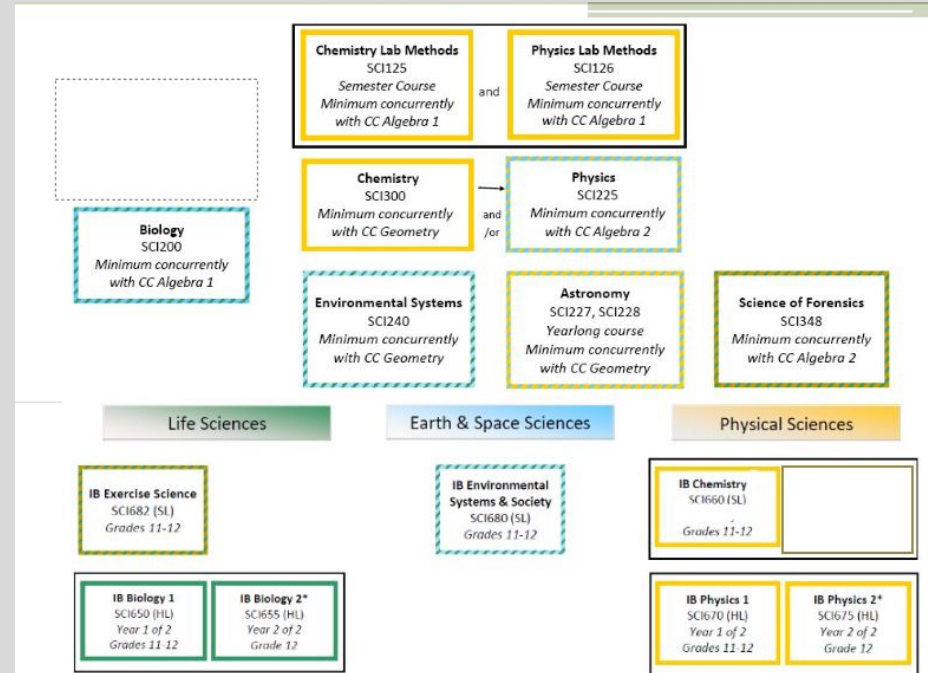 Chemistry Lab Methods
SCI125
Semester Course
Minimum concurrently
with CC Algebra 1
and
Physics Lab Methods
SCI126
Semester Course
Minimum concurrently
with CC Algebra 1
Chemistry
SCI300
Minimum concurrently
with CC Geometry
and
/or
Physics
SCI225
Minimum concurrently
with CC Algebra 2
Biology
SCI200
Minimum concurrently
with CC Algebra 1
Environmental Systems
SCI240
Minimum concurrently
with CC Geometry
Astronomy
SCI227, SCI228
Yearlong course
Minimum concurrently
with CC Geometry
Science of Forensics
SCI348
Minimum concurrently
with CC Algebra 2
Life Sciences
Earth & Space Sciences
Physical Sciences
IB Exercise Science
SCI682 (SL)
Grades 11-12
IB Environmental
Systems & Society
SCI680 (SL)
Grades 11-12
IB Chemistry
SCI660 (SL)
Grades 11-12
IB Biology 1
SCI650 (HL)
Year 1 of 2
Grades 11-12
IB Biology 2*
SCI655 (HL)
Year 2 of 2
Grade 12
IB Physics 1
SCI670 (HL)
Year 1 of 2
Grades 11-12
IB Physics 2*
SCI675 (HL)
Year 2 of 2
Grade 12